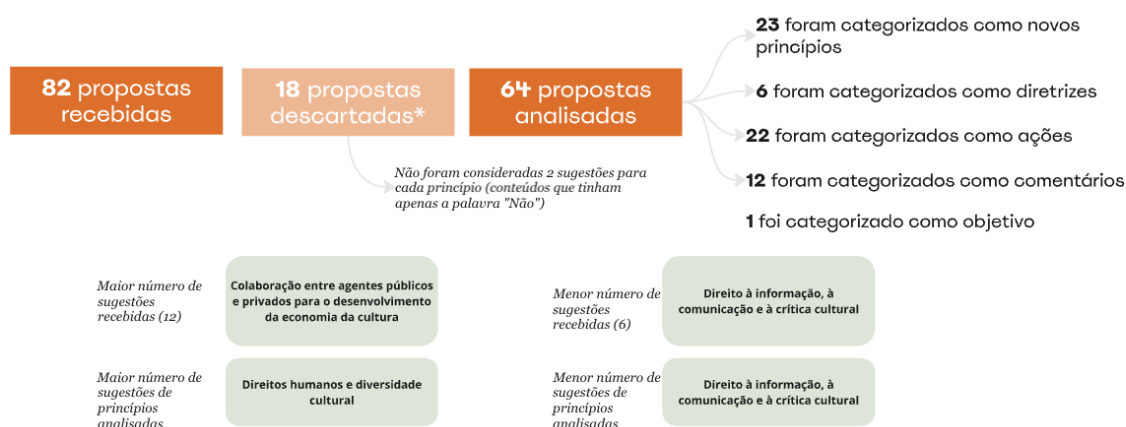 82 propostas
recebidas
18 propostas
descartadas*
64 propostas
analisadas
23 foram categorizados como novos
princípios
6 foram categorizados como diretrizes
22 foram categorizados como ações
12 foram categorizados como comentários
1 foi categorizado como objetivo
Não foram consideradas 2 sugestões para
cada princípio (conteúdos que tinham
apenas a palavra "Não")
Maior número de
sugestões
recebidas (12)
Colaboração entre agentes públicos
e privados para o desenvolvimento
da economia da cultura
Menor número de
sugestões
recebidas (6)
Direito à informação, à
comunicação e à crítica cultural
Maior número de
sugestões de
princípios
analisadas
Direitos humanos e diversidade
cultural
Menor número de
sugestões de
princípios
analisadas
Direito à informação, à
comunicação e à crítica cultural